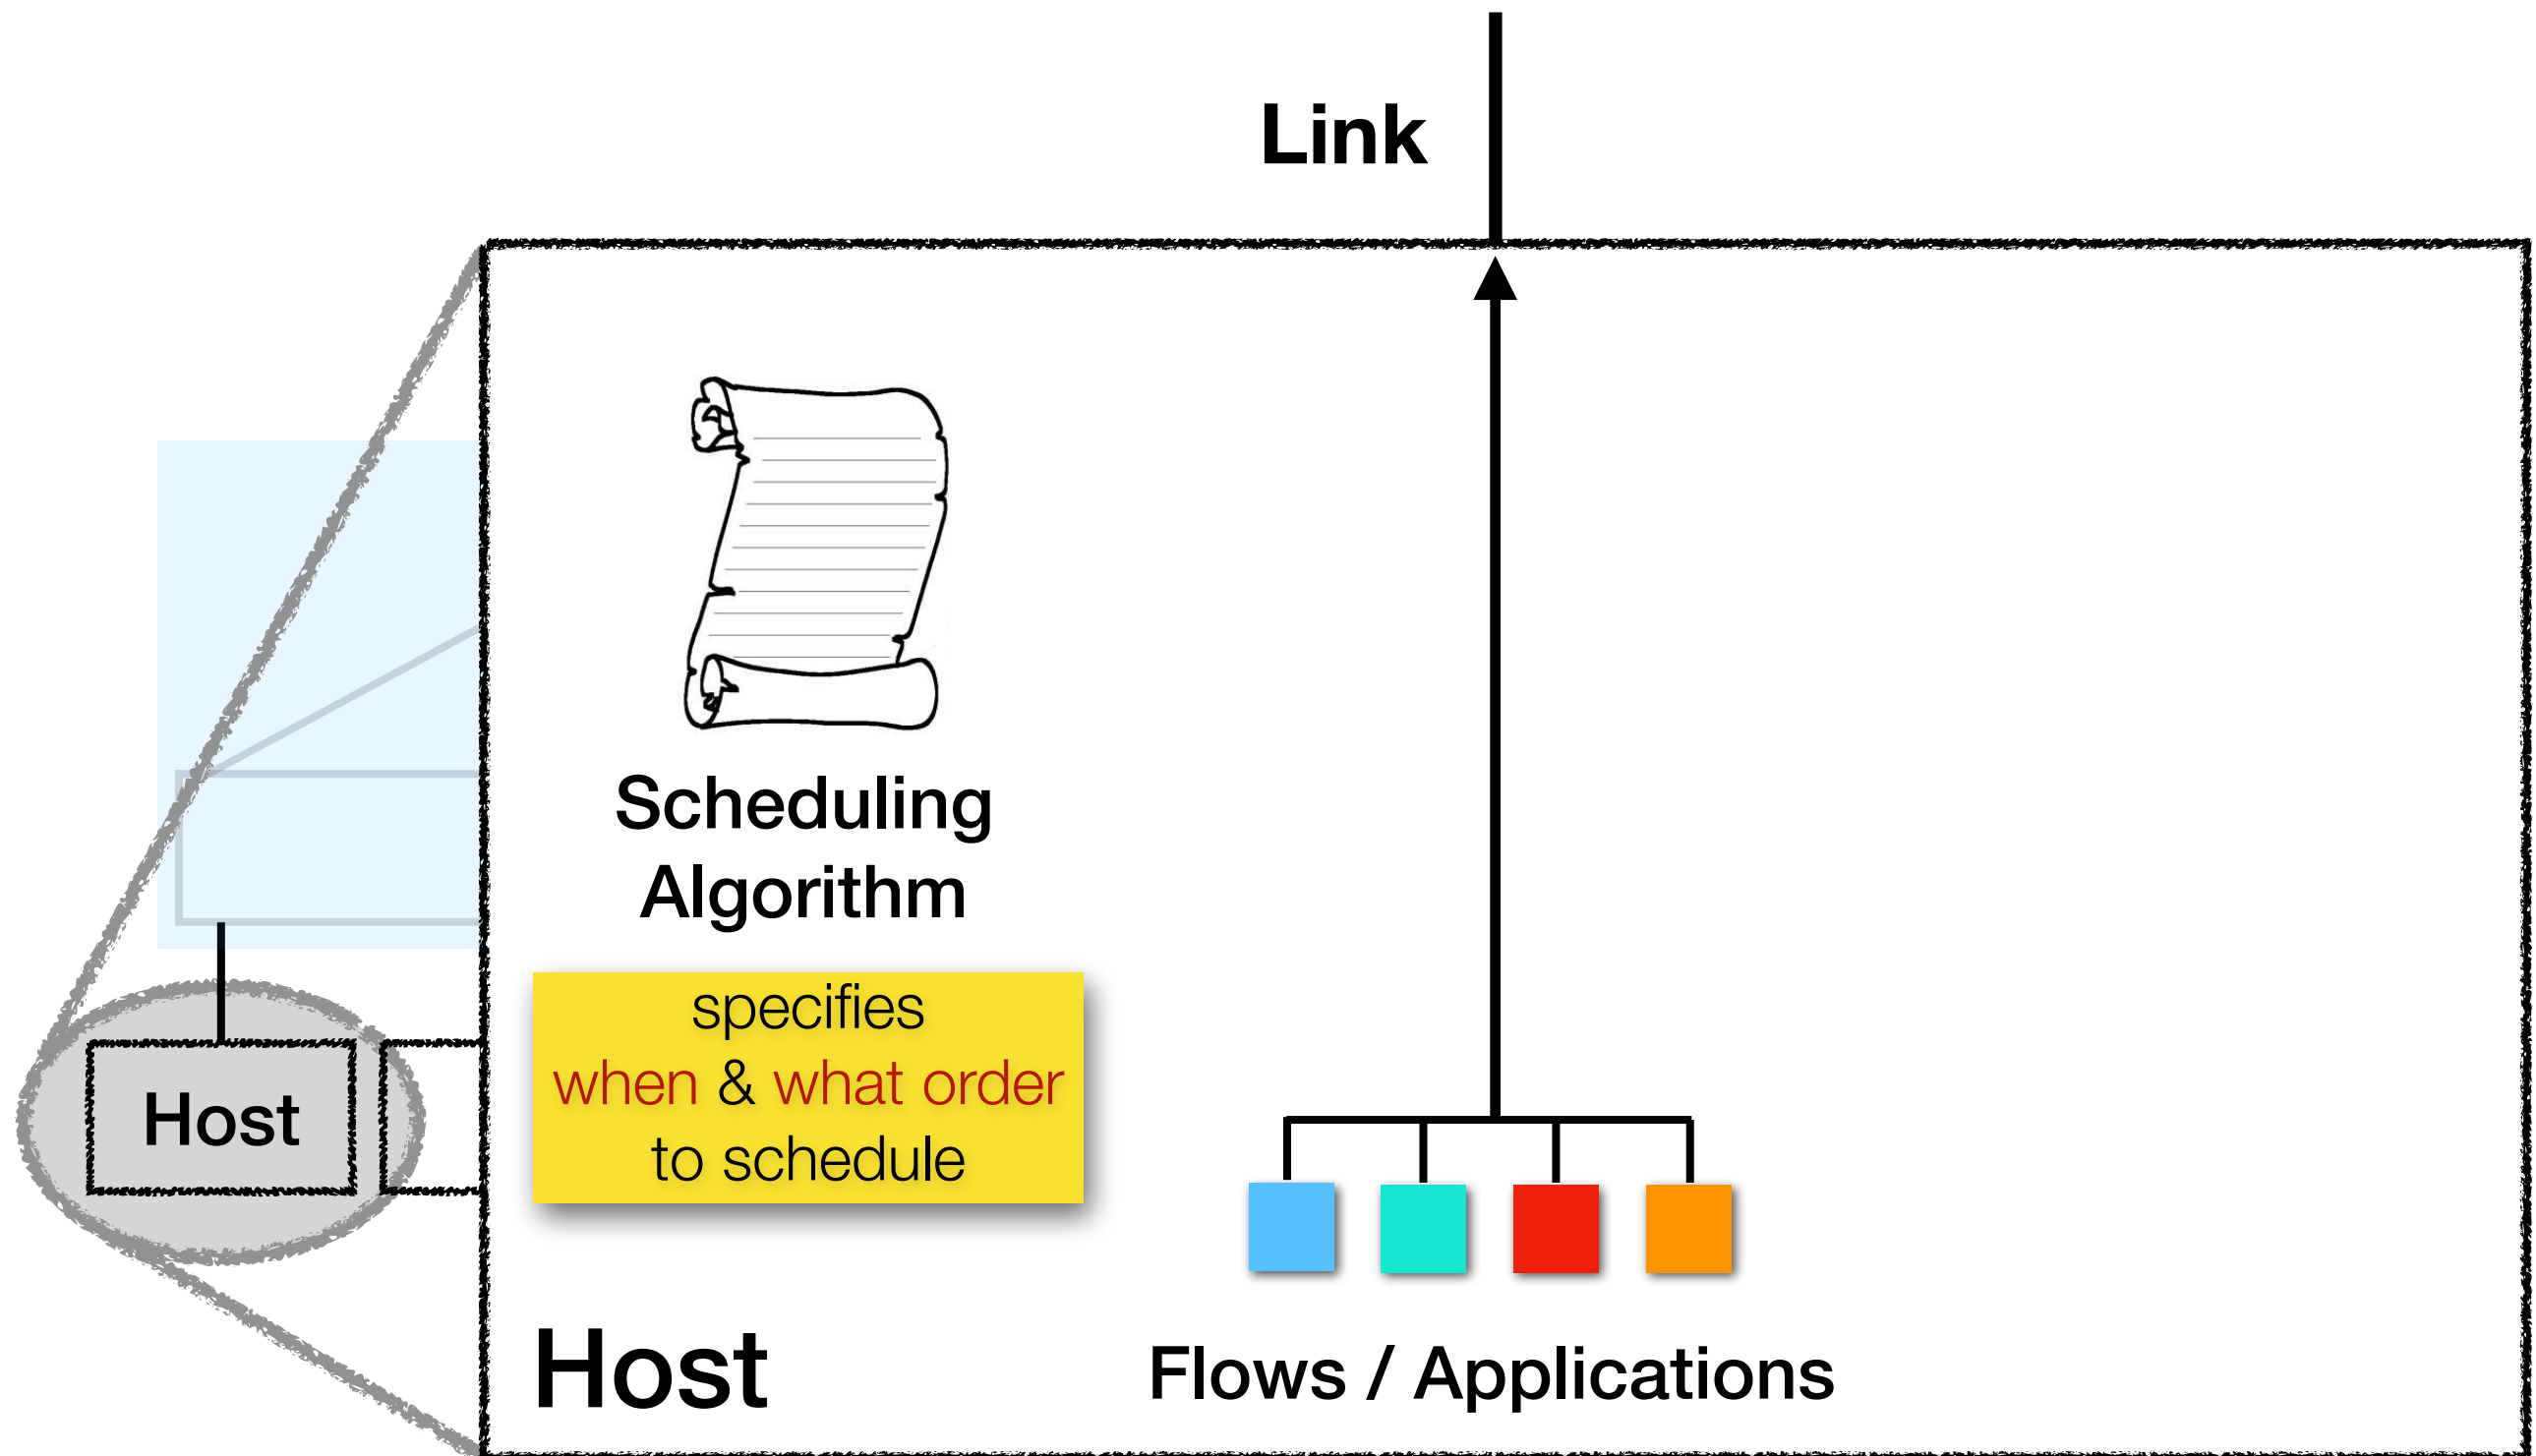 Link
Scheduling
Algorithm
specifies
when & what order
to schedule
Host
Host
Flows / Applications